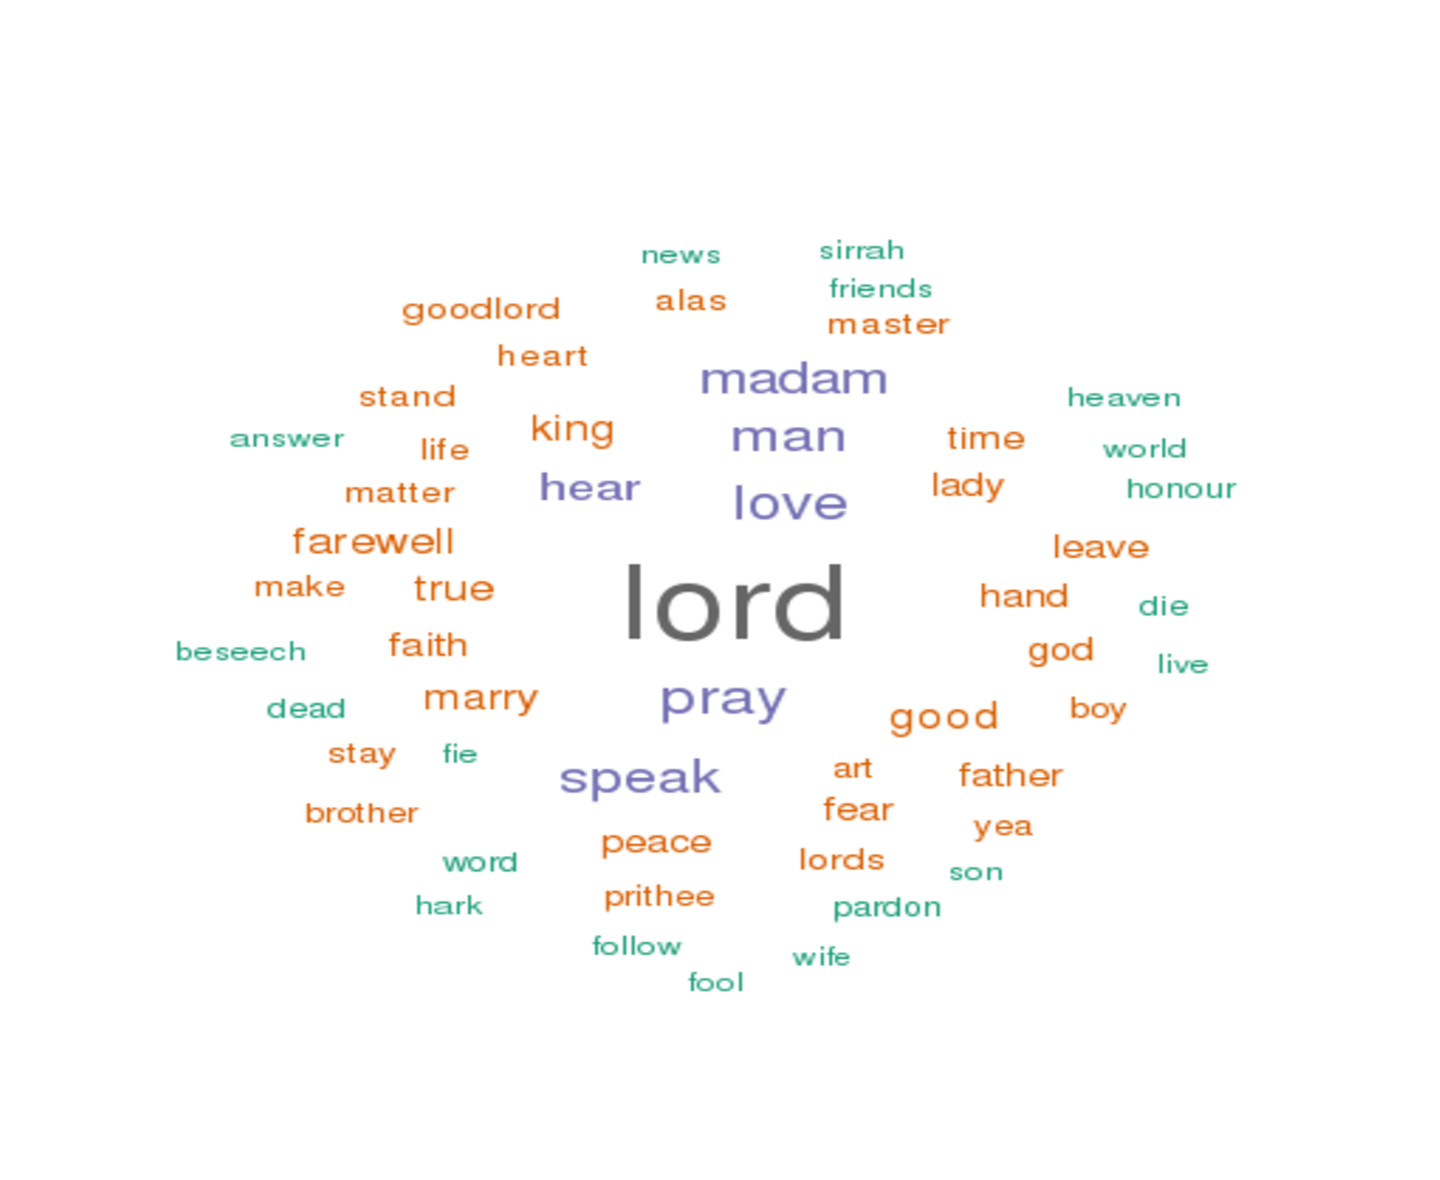 news
sirrah
friends
goodlord
alas
master
heart
madam
stand
heaven
king
answer
man
time
life
world
hear
lady
matter
love
honour
farewell
leave
make
true
lord
hand
die
beseech
faith
god
live
dead
marry
pray
good
boy
stay
fie
speak
art
father
brother
fear
yea
peace
word
lords
son
prithee
hark
pardon
follow
wife
fool